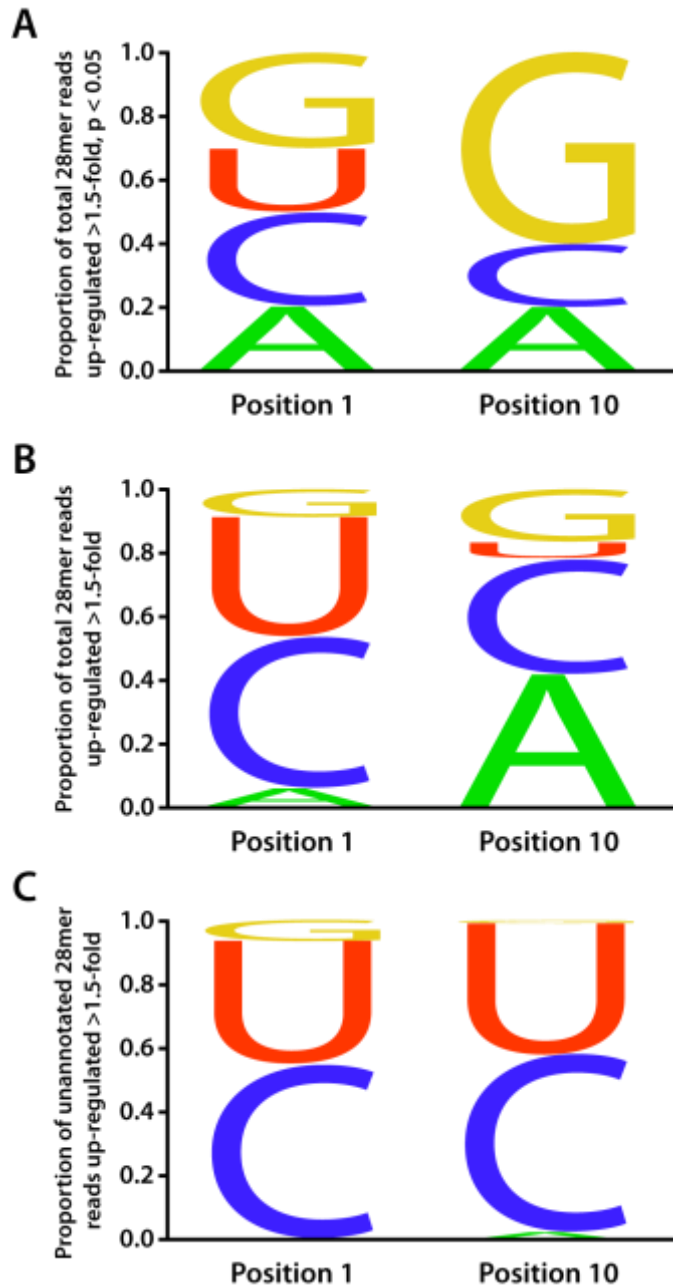 A
Proportion of total 28mer reads
up-regulated >1.5-fold, p < 0.05
1.0
0.8
0.6
0.4
0.2
0.0
G
U
C
A
G
C
A
Position 1
Position 10
B
Proportion of total 28mer reads
up-regulated >1.5-fold
1.0
0.8
0.6
0.4
0.2
0.0
G
U
C
A
G
U
C
A
Position 1
Position 10
C
Proportion of unannotated 28mer
reads up-regulated >1.5-fold
1.0
0.8
0.6
0.4
0.2
0.0
G
U
C
U
C
A
Position 1
Position 10